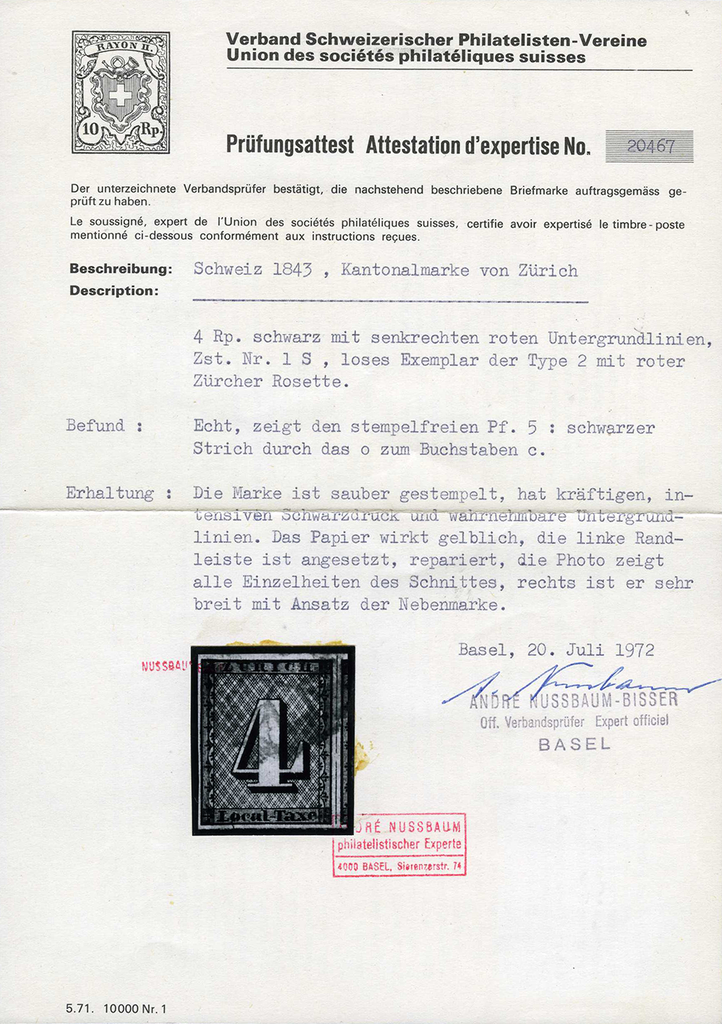 Verband Schweizerischer Philatelisten-Vereine
Union des sociétés philatéliques suisses
RAYON II.
10 Rp.
Prüfungsattest Attestation d'expertise No. 20467
Der unterzeichnete Verbandsprüfer bestätigt, die nachstehend beschriebene Briefmarke auftragsgemäss ge-
prüft zu haben.
Le soussigné, expert de l'Union des sociétés philatéliques suisses, certifie avoir expertisé le timbre-poste
mentionné ci-dessous conformément aux instructions reçues.
Beschreibung: Schweiz 1843 , Kantonalmarke von Zürich
Description:
4 Rp. schwarz mit senkrechten roten Untergrundlinien,
Zst. Nr. 1 S , loses Exemplar der Type 2 mit roter
Zürcher Rosette.
Befund : Echt, zeigt den stempelfreien Pf. 5 : schwarzer
Strich durch das o zum Buchstaben c.
Erhaltung : Die Marke ist sauber gestempelt, hat kräftigen, in-
tensiven Schwarzdruck und wahrnehmbare Untergrund-
linien. Das Papier wirkt gelblich, die linke Rand-
leiste ist angesetzt, repariert, die Photo zeigt
alle Einzelheiten des Schnittes, rechts ist er sehr
breit mit Ansatz der Nebenmarke.
Basel, 20. Juli 1972
NUSSBAU
ZÜRICH
4
Local-Taxe
A. Nussbaumer
ANDRÉ NUSSBAUM-BISSER
Off. Verbandsprüfer Expert officiel
BASEL
DRÉ NUSSBAUM
philatelistischer Experte
4000 BASEL, Sierenzerstr. 74
5.71. 10000 Nr. 1